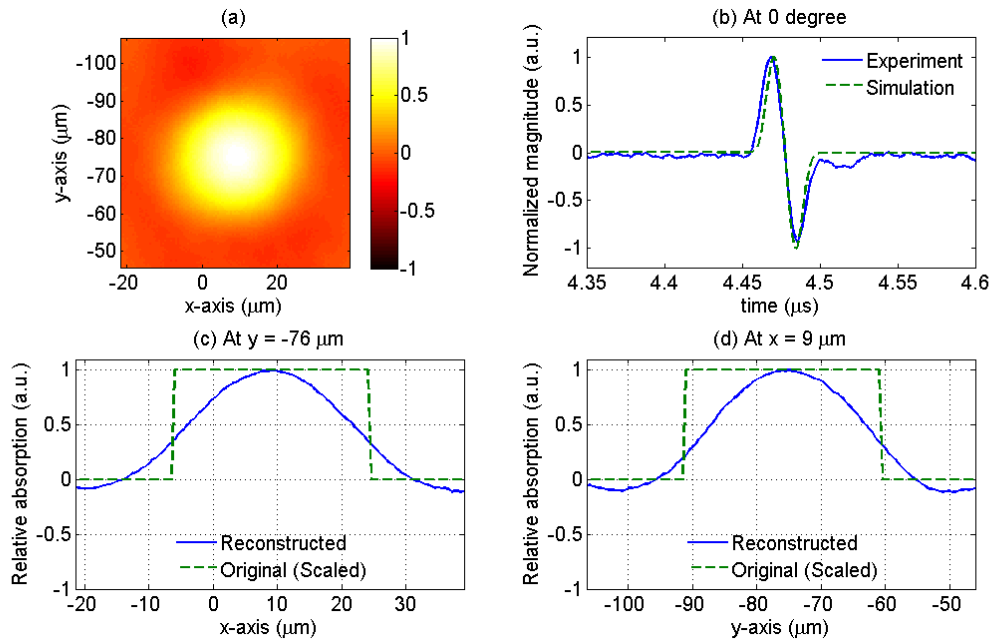 (a)
-100
-90
-80
-70
-60
-50
y-axis (μm)
-20 0 20
x-axis (μm)
1
0.5
0
-0.5
-1
(b) At 0 degree
1
0.5
0
-0.5
-1
Normalized magnitude (a.u.)
Experiment
Simulation
4.35 4.4 4.45 4.5 4.55 4.6
time (μs)
(c) At y = -76 μm
1
0.5
0
-0.5
-1
Relative absorption (a.u.)
Reconstructed
Original (Scaled)
-20 -10 0 10 20 30
x-axis (μm)
(d) At x = 9 μm
1
0.5
0
-0.5
-1
Relative absorption (a.u.)
Reconstructed
Original (Scaled)
-100 -90 -80 -70 -60 -50
y-axis (μm)